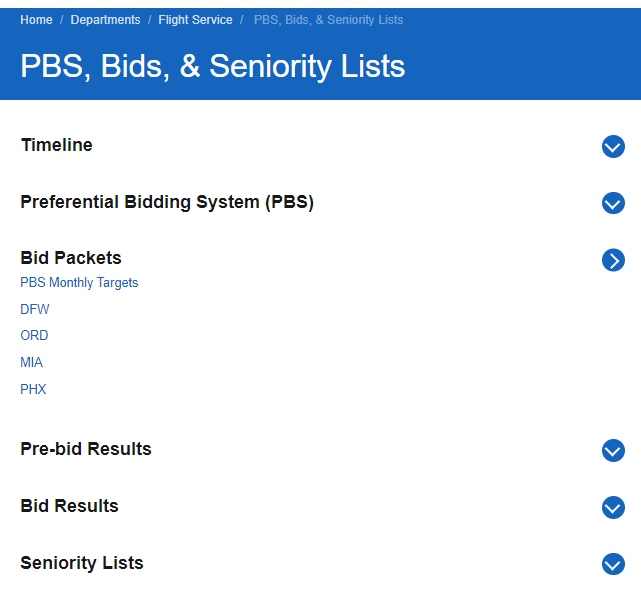 Home / Departments / Flight Service / PBS, Bids, & Seniority Lists
PBS, Bids, & Seniority Lists
Timeline
Preferential Bidding System (PBS)
Bid Packets
PBS Monthly Targets
DFW
ORD
MIA
PHX
Pre-bid Results
Bid Results
Seniority Lists